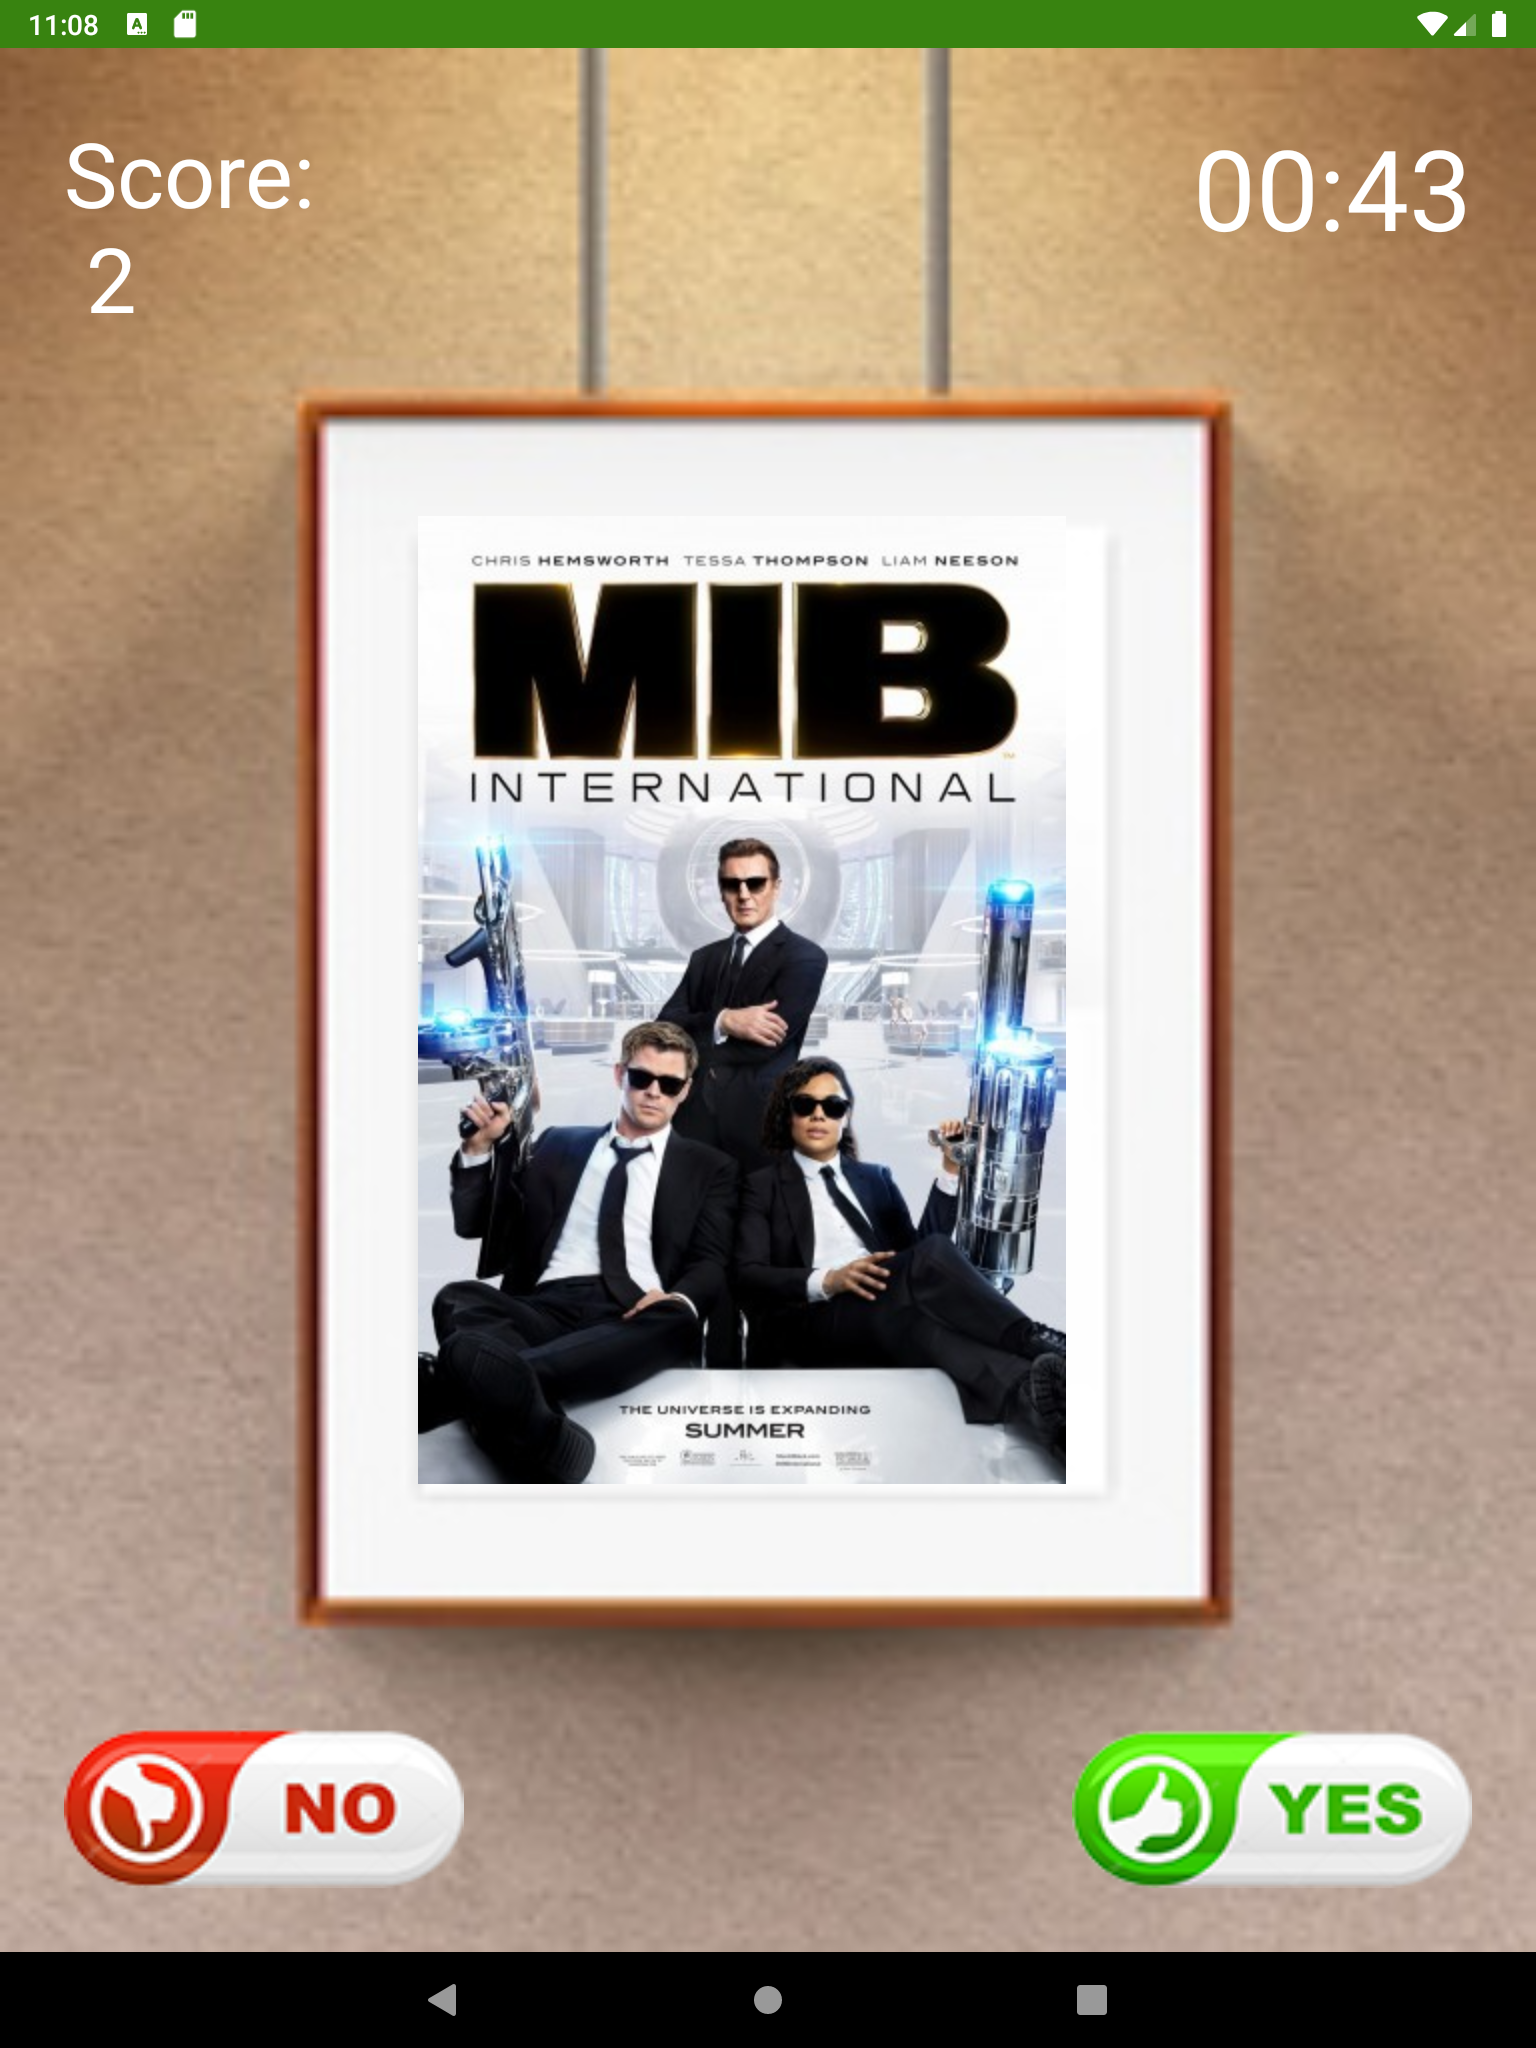 11:08
Score:
2
00:43
CHRIS HEMSWORTH TESSA THOMPSON LIAM NEESON
MIB
INTERNATIONAL
THE UNIVERSE IS EXPANDING
SUMMER
NO
YES